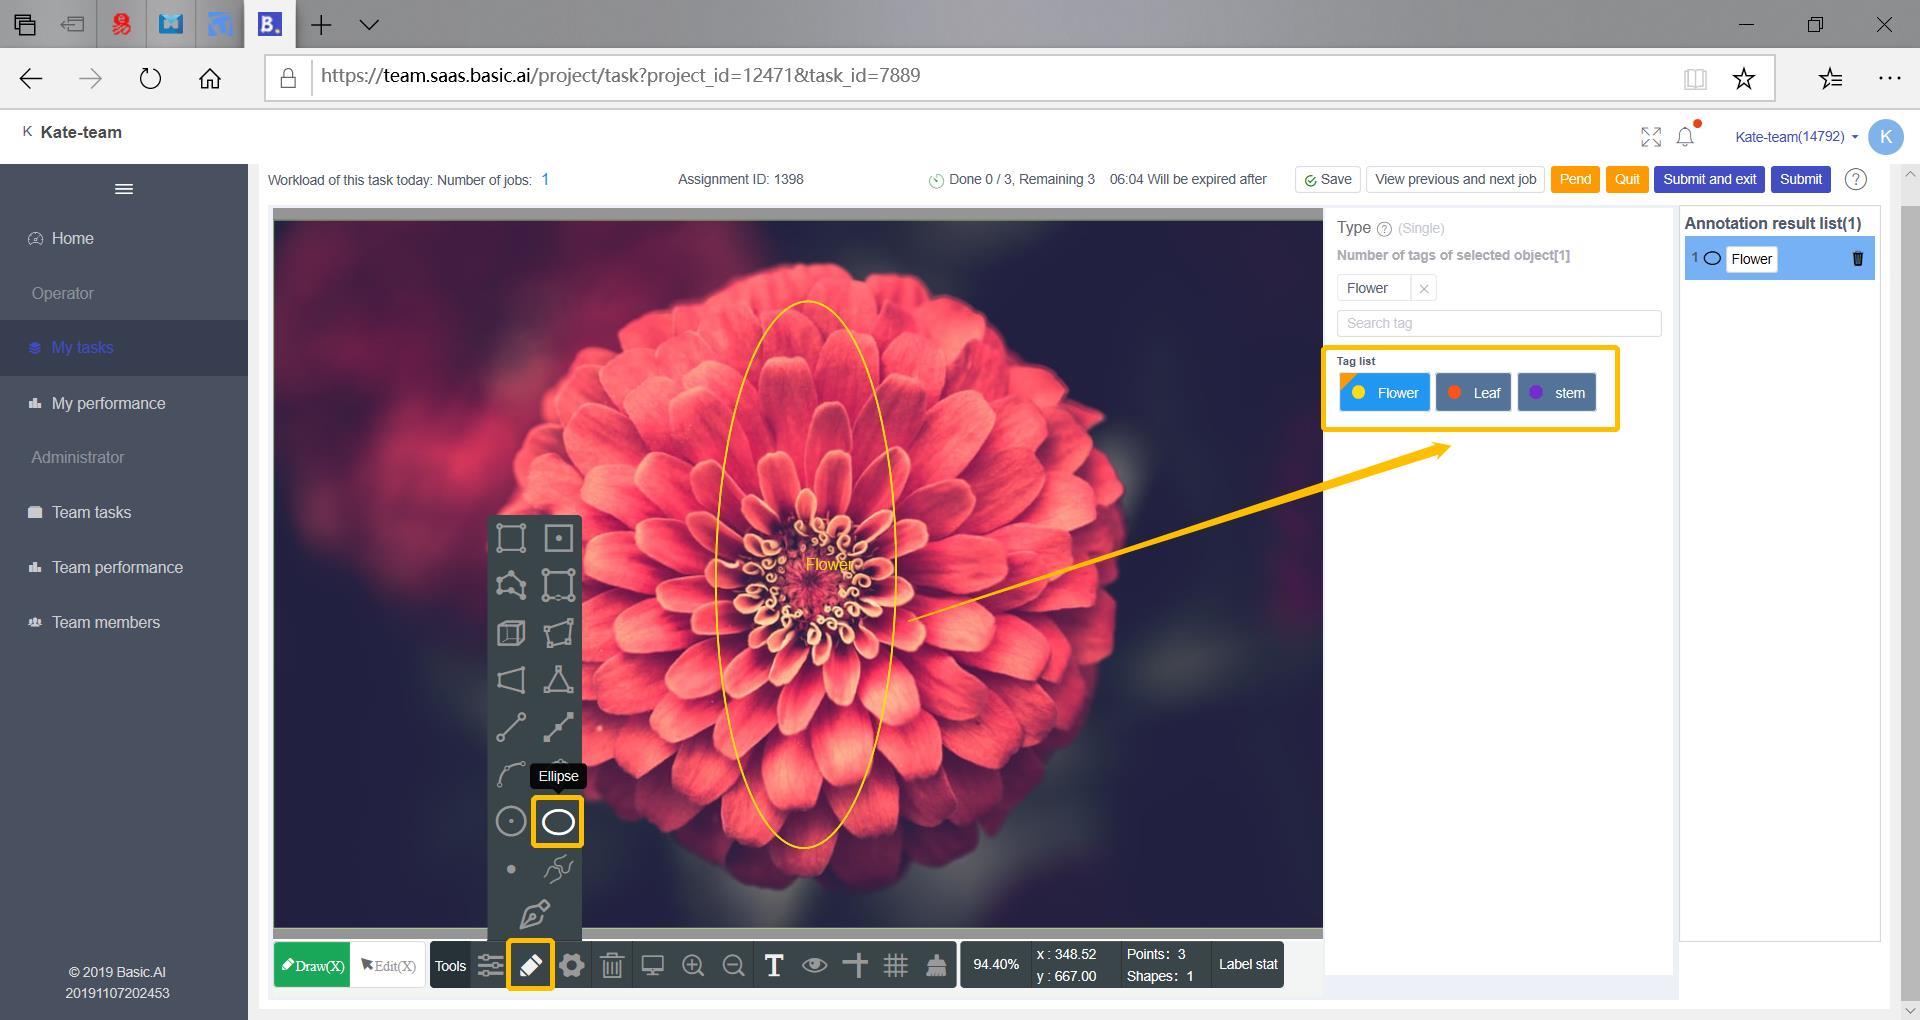 B.
https://team.saas.basic.ai/project/task?project_id=12471&task_id=7889
K Kate-team
Kate-team(14792)
K
Workload of this task today: Number of jobs: 1
Assignment ID: 1398
Done 0 / 3, Remaining 3
06:04 Will be expired after
Save
View previous and next job
Pend
Quit
Submit and exit
Submit
?
Home
Operator
My tasks
My performance
Administrator
Team tasks
Team performance
Team members
© 2019 Basic.AI
20191107202453
Flower
Ellipse
Type ? (Single)
Number of tags of selected object[1]
Flower ×
Search tag
Tag list
Flower
Leaf
stem
Annotation result list(1)
1 Flower
Draw(X)
Edit(X)
Tools
T
94.40%
x : 348.52
y : 667.00
Points: 3
Shapes: 1
Label stat